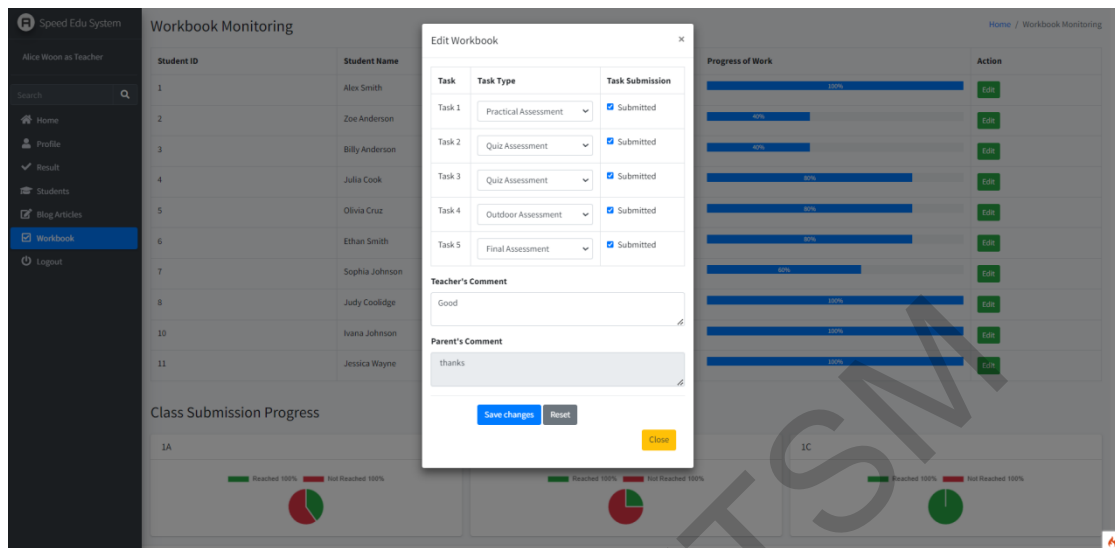 Speed Edu System
Alice Woon as Teacher
Search
Home
Profile
Result
Students
Blog Articles
Workbook
Logout
Workbook Monitoring
Home / Workbook Monitoring
Student ID Student Name Progress of Work Action
1 Alex Smith 100% Edit
2 Zoe Anderson 40% Edit
3 Billy Anderson 40% Edit
4 Julia Cook 80% Edit
5 Olivia Cruz 80% Edit
6 Ethan Smith 80% Edit
7 Sophia Johnson 60% Edit
8 Judy Coolidge 100% Edit
10 Ivana Johnson 100% Edit
11 Jessica Wayne 100% Edit
Edit Workbook ×
Task Task Type Task Submission
Task 1 Practical Assessment Submitted
Task 2 Quiz Assessment Submitted
Task 3 Quiz Assessment Submitted
Task 4 Outdoor Assessment Submitted
Task 5 Final Assessment Submitted
Teacher's Comment
Good
Parent's Comment
thanks
Save changes Reset
Close
Class Submission Progress
1A 1C
Reached 100% Not Reached 100% Reached 100% Not Reached 100% Reached 100% Not Reached 100%
TSM